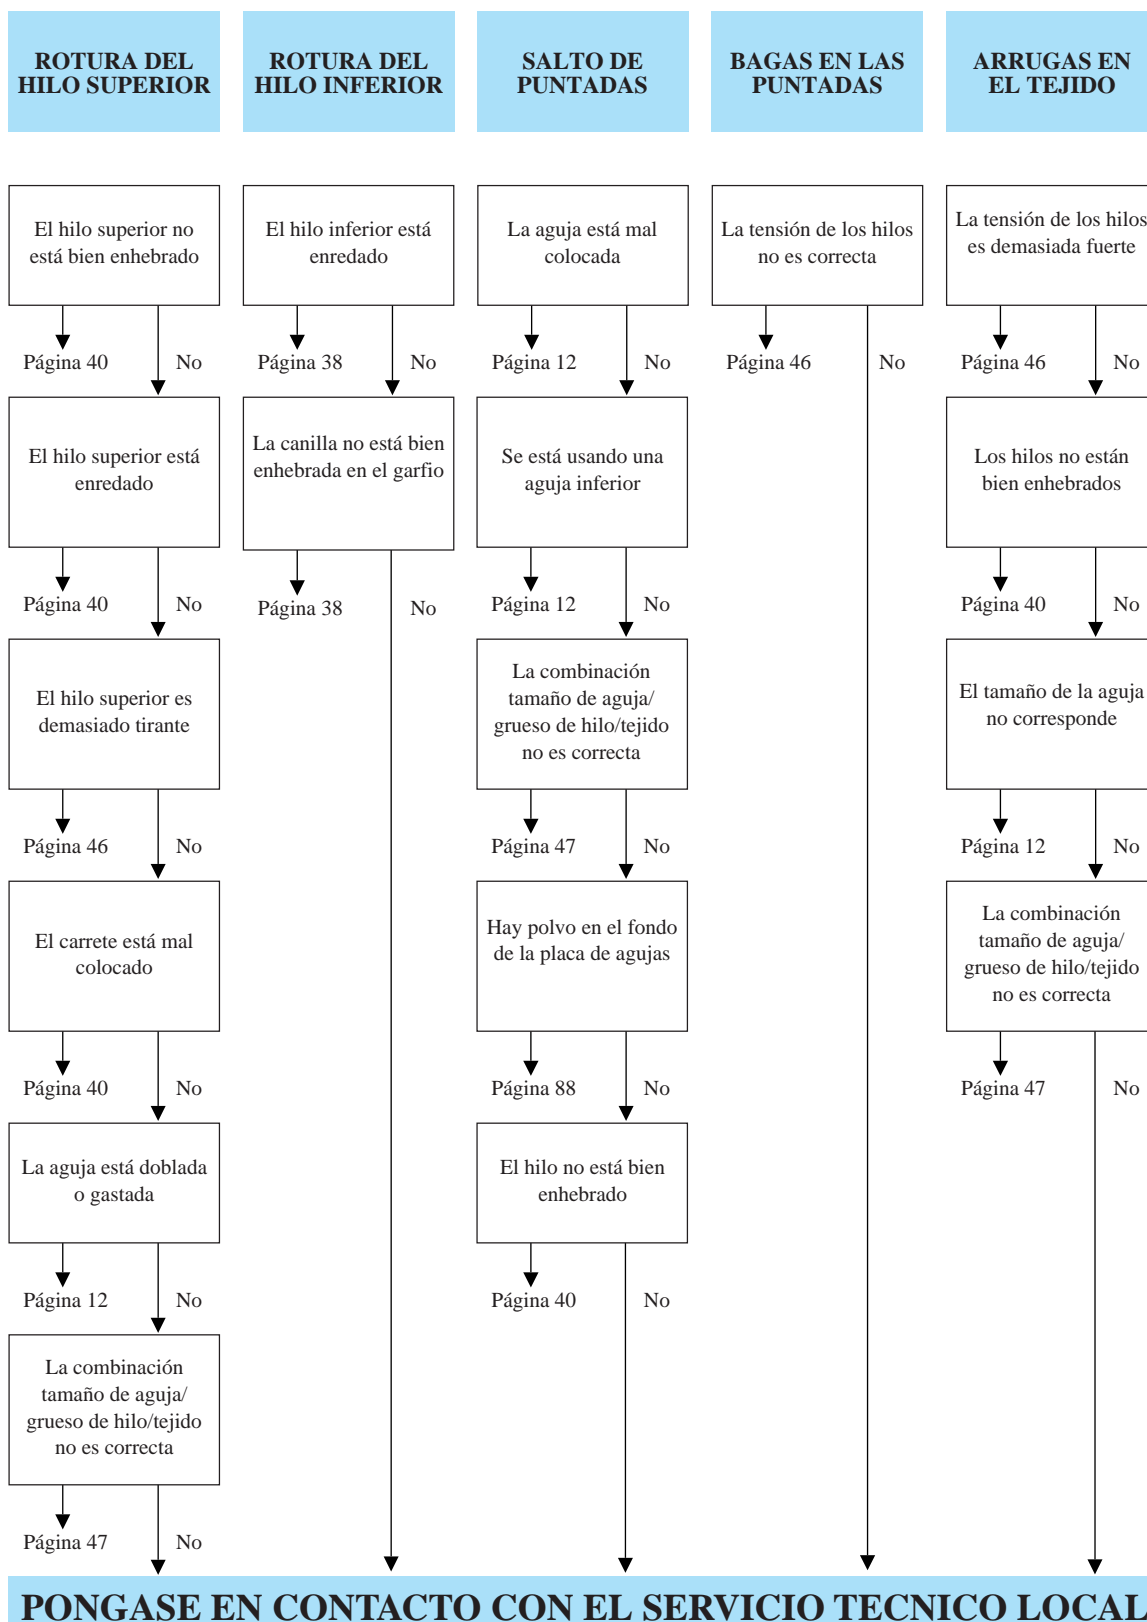 ROTURA DEL
HILO SUPERIOR
El hilo superior no
está bien enhebrado
Página 40
No
El hilo superior está
enredado
Página 40
No
El hilo superior es
demasiado tirante
Página 46
No
El carrete está mal
colocado
Página 40
No
La aguja está doblada
o gastada
Página 12
No
La combinación
tamaño de aguja/
grueso de hilo/tejido
no es correcta
Página 47
No
ROTURA DEL
HILO INFERIOR
El hilo inferior está
enredado
Página 38
No
La canilla no está bien
enhebrada en el garfio
Página 38
No
SALTO DE
PUNTADAS
La aguja está mal
colocada
Página 12
No
Se está usando una
aguja inferior
Página 12
No
La combinación
tamaño de aguja/
grueso de hilo/tejido
no es correcta
Página 47
No
Hay polvo en el fondo
de la placa de agujas
Página 88
No
El hilo no está bien
enhebrado
Página 40
No
BAGAS EN LAS
PUNTADAS
La tensión de los hilos
no es correcta
Página 46
No
ARRUGAS EN
EL TEJIDO
La tensión de los hilos
es demasiada fuerte
Página 46
No
Los hilos no están
bien enhebrados
Página 40
No
El tamaño de la aguja
no corresponde
Página 12
No
La combinación
tamaño de aguja/
grueso de hilo/tejido
no es correcta
Página 47
No
PONGASE EN CONTACTO CON EL SERVICIO TECNICO LOCAL